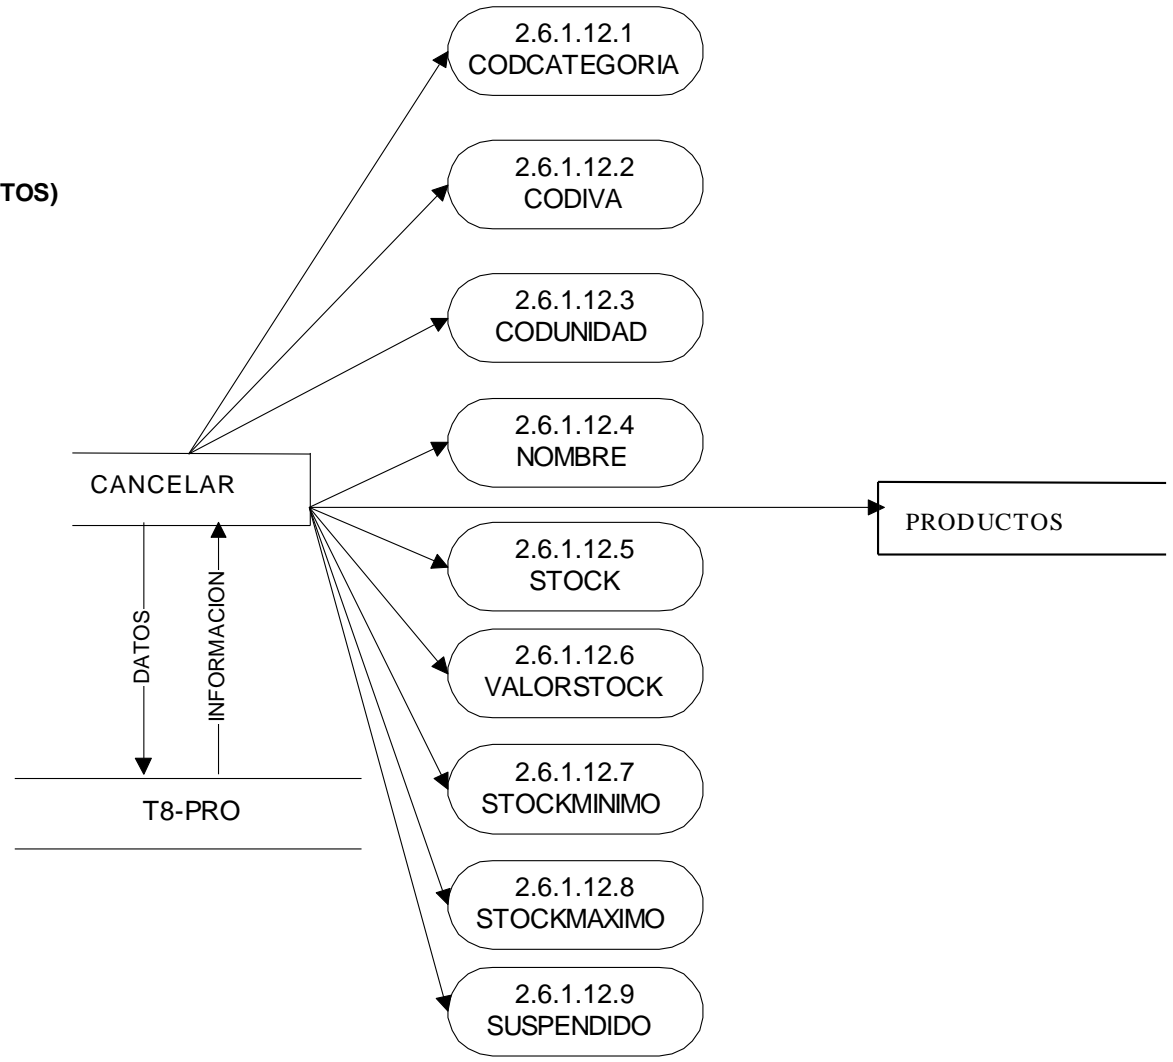 2.6.1.12.1
CODCATEGORIA
2.6.1.12.2
CODIVA
TOS)
2.6.1.12.3
CODUNIDAD
2.6.1.12.4
NOMBRE
CANCELAR
PRODUCTOS
2.6.1.12.5
STOCK
DATOS
INFORMACION
2.6.1.12.6
VALORSTOCK
2.6.1.12.7
STOCKMINIMO
T8-PRO
2.6.1.12.8
STOCKMAXIMO
2.6.1.12.9
SUSPENDIDO